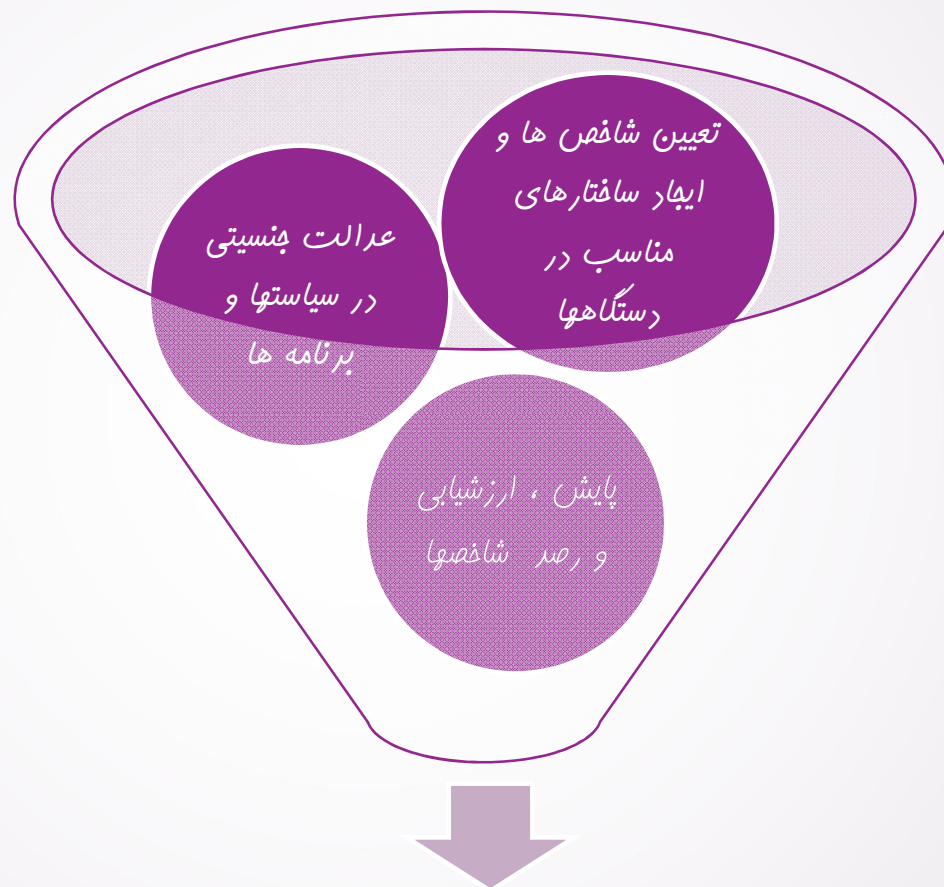 تعیین شاخص ها و
ایجاد ساختارهای
مناسب در
دستگاهها
عدالت جنسیتی
در سیاستها و
برنامه ها
پایش ، ارزشیابی
و رصد شاخصها